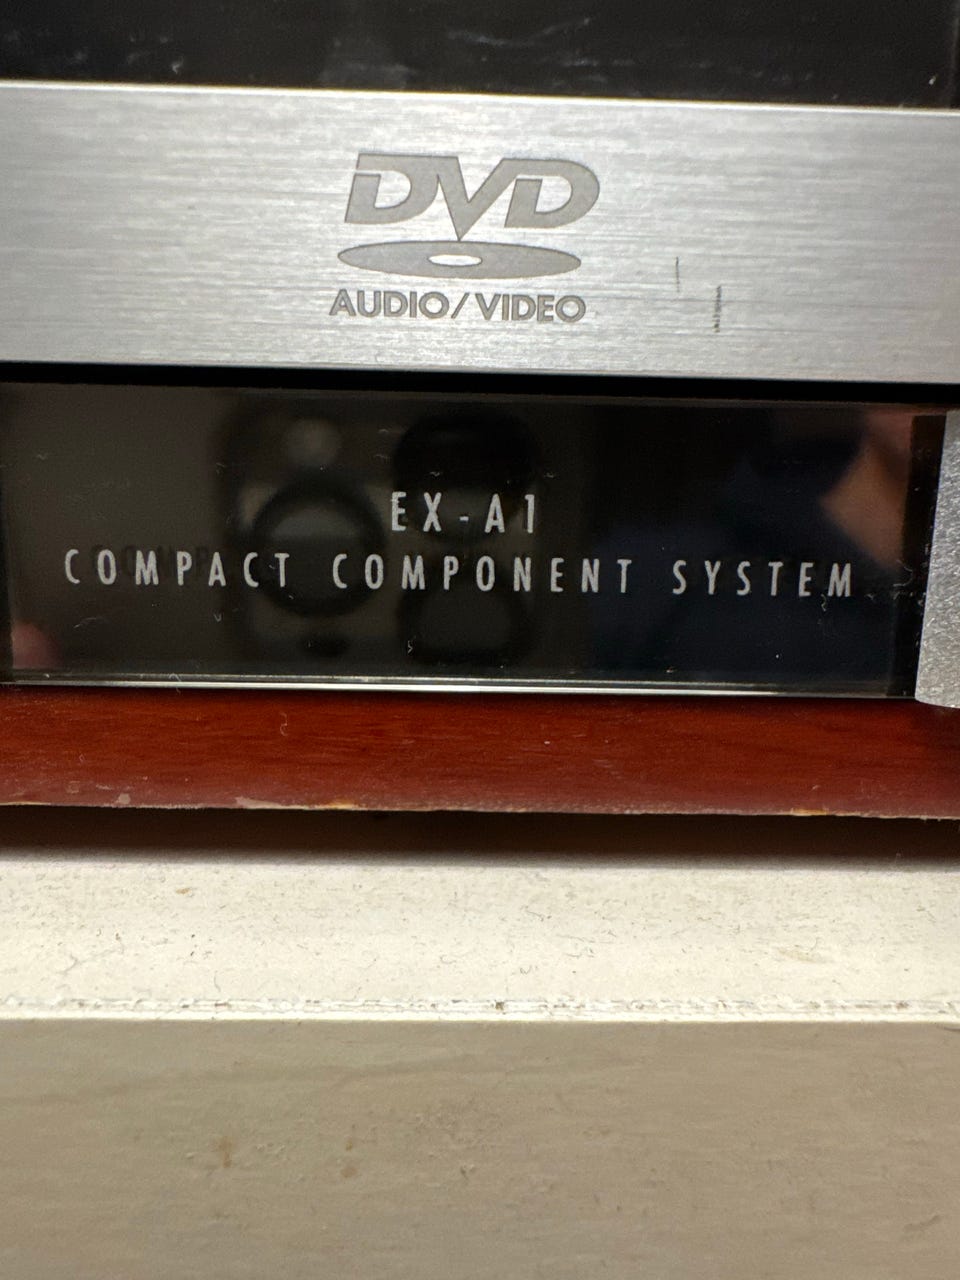 DVD
AUDIO/VIDEO
EX-A1
COMPACT COMPONENT SYSTEM